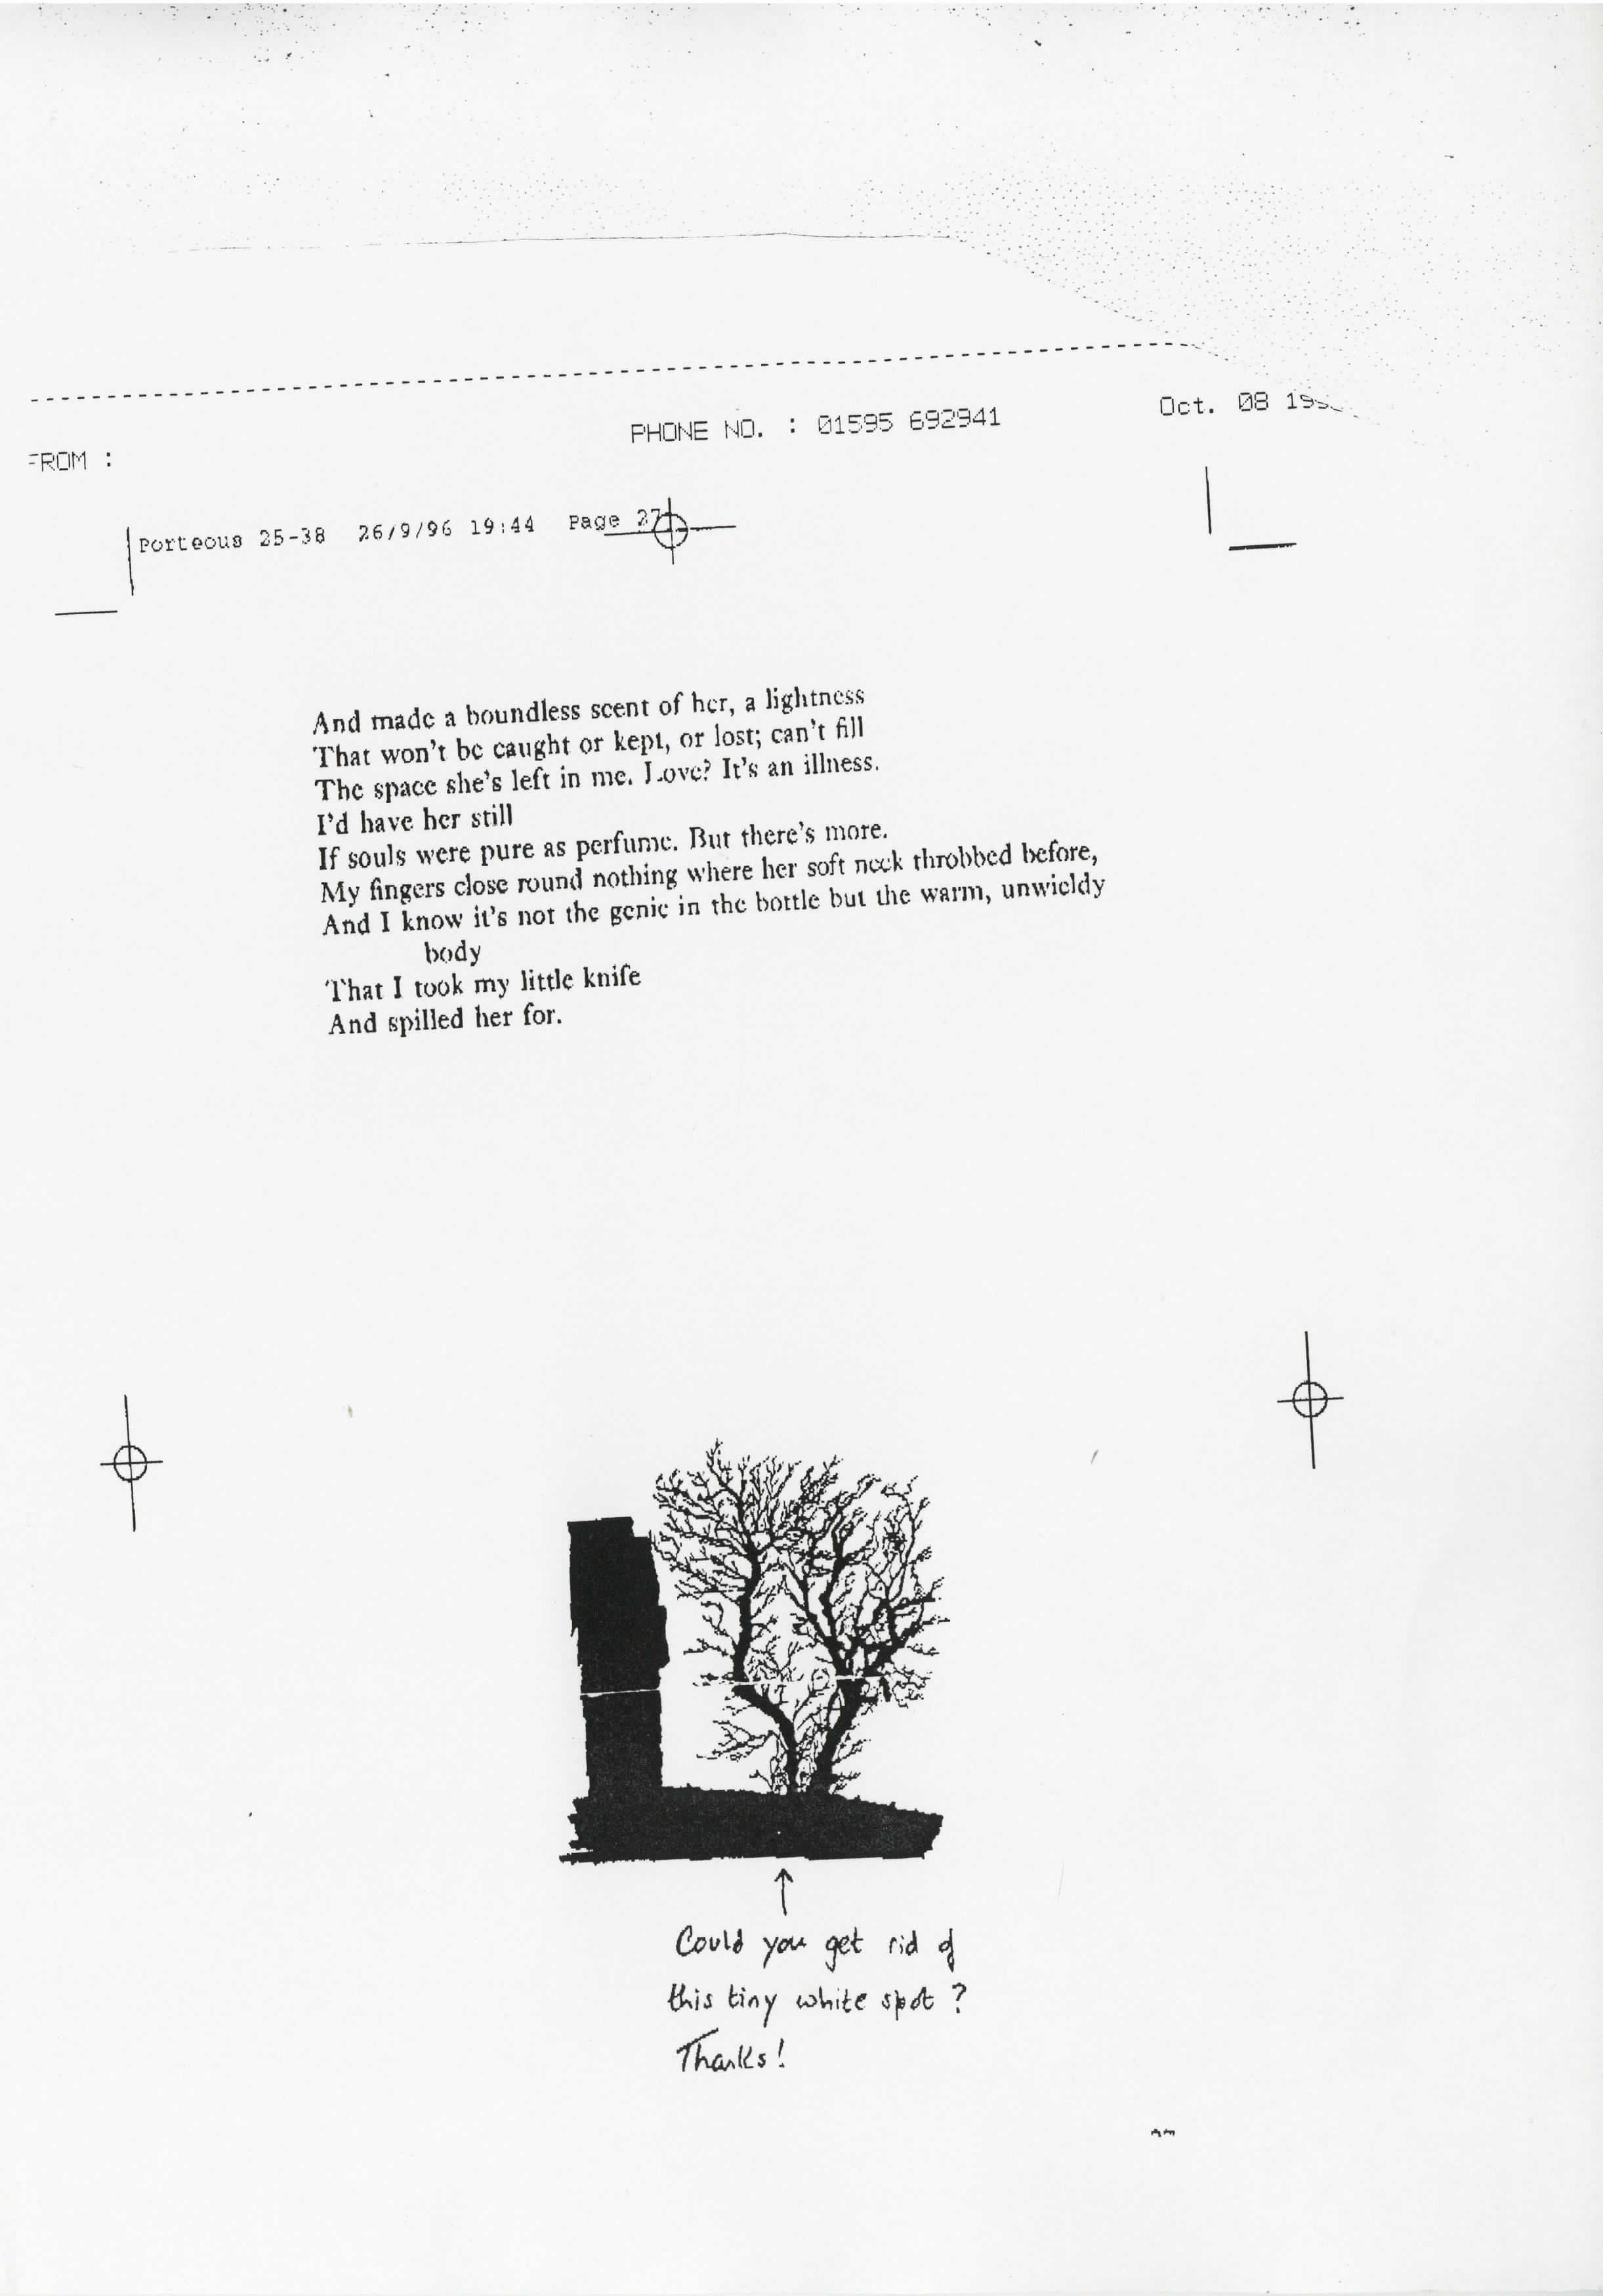 FROM :
PHONE NO. : 01595 692941
Oct. 08
Porteous 25-38 26/9/96 19:44 Page 27
And made a boundless scent of her, a lightness
That won't be caught or kept, or lost; can't fill
The space she's left in me. Love? It's an illness.
I'd have her still
If souls were pure as perfume. But there's more.
My fingers close round nothing where her soft neck throbbed before,
And I know it's not the genie in the bottle but the warm, unwieldy
body
That I took my little knife
And spilled her for.
Could you get rid of
this tiny white spot?
Thanks!